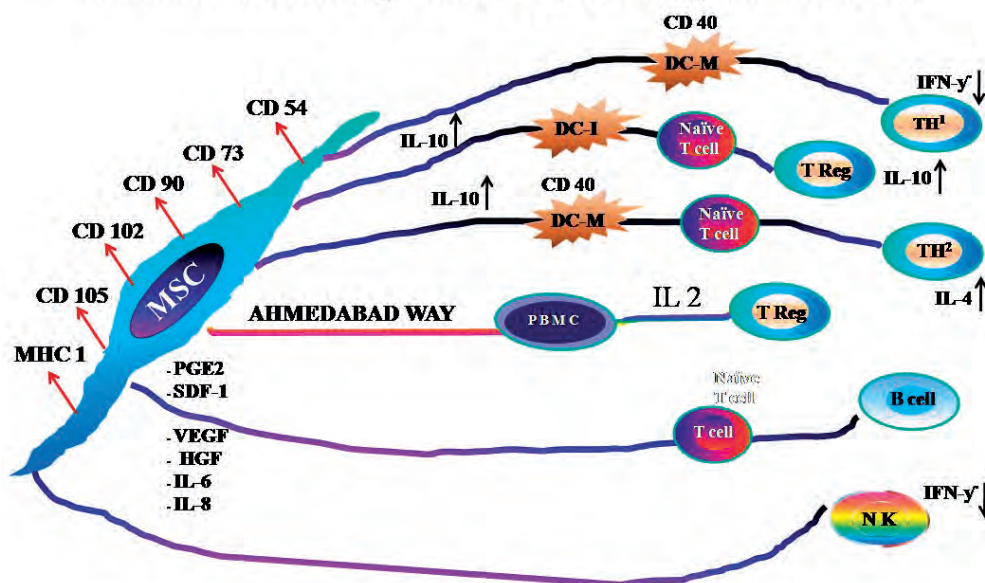 CD 40
DC-M
IFN-γ
TH1
CD 54
IL-10
DC-I
Naïve
T cell
T Reg
IL-10
CD 73
CD 90
IL-10
CD 40
DC-M
Naïve
T cell
TH2
IL-4
CD 102
MSC
CD 105
AHMEDABAD WAY
PBMC
IL 2
T Reg
MHC 1
-PGE2
-SDF-1
Naïve
T cell
T cell
B cell
-VEGF
- HGF
-IL-6
-IL-8
IFN-γ
NK